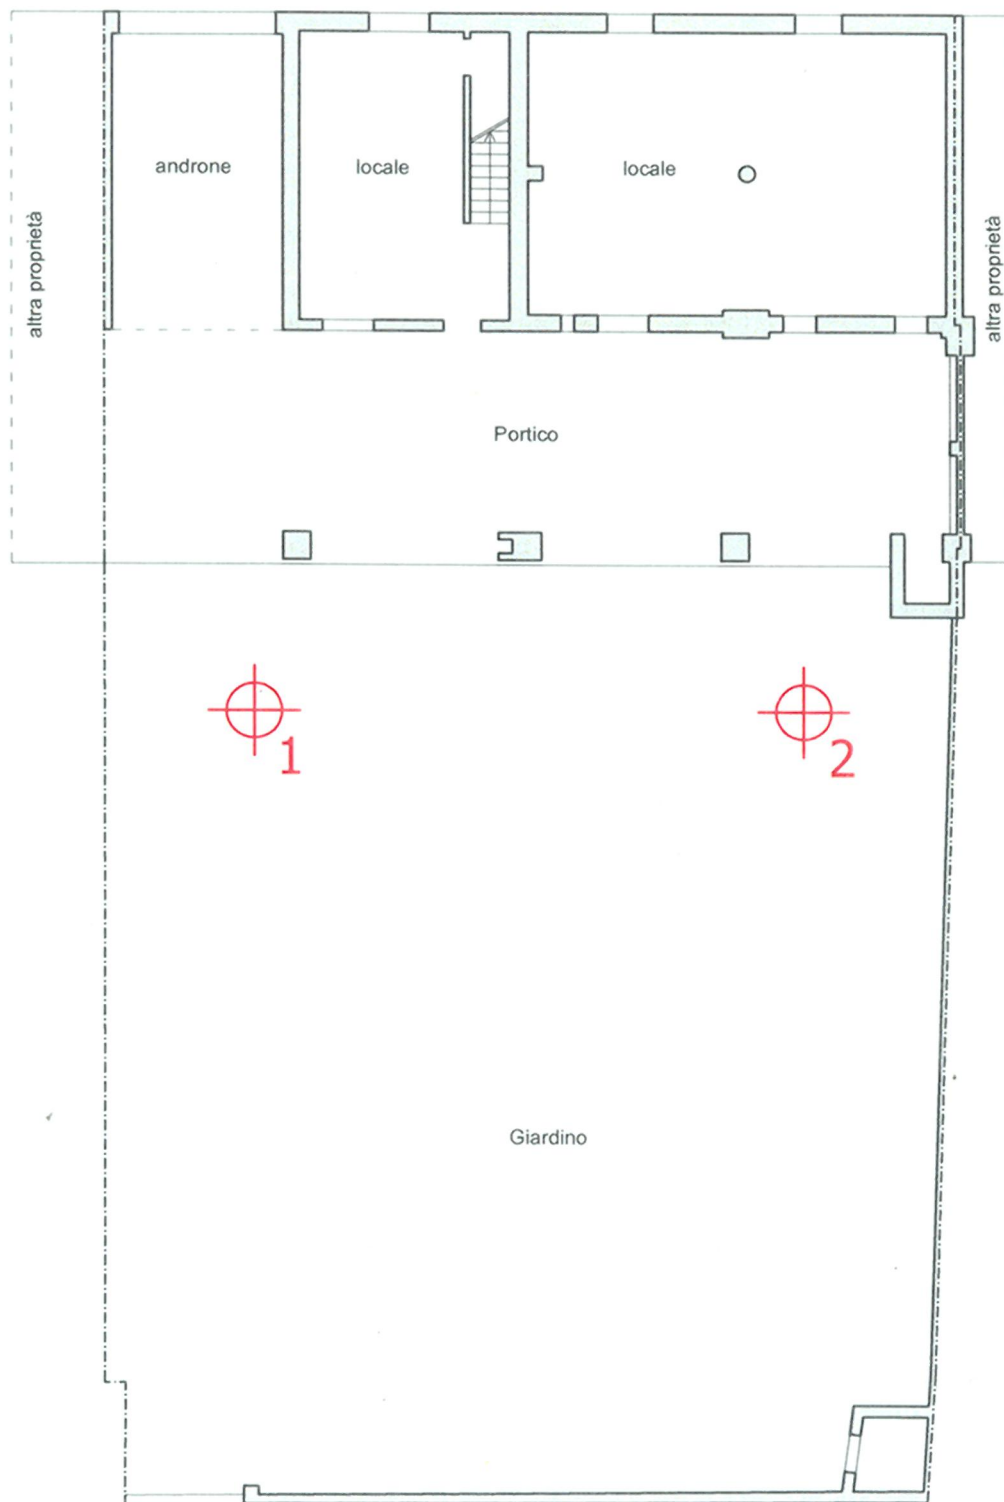 androne
locale
locale
altra proprietà
altra proprietà
Portico
1
2
Giardino